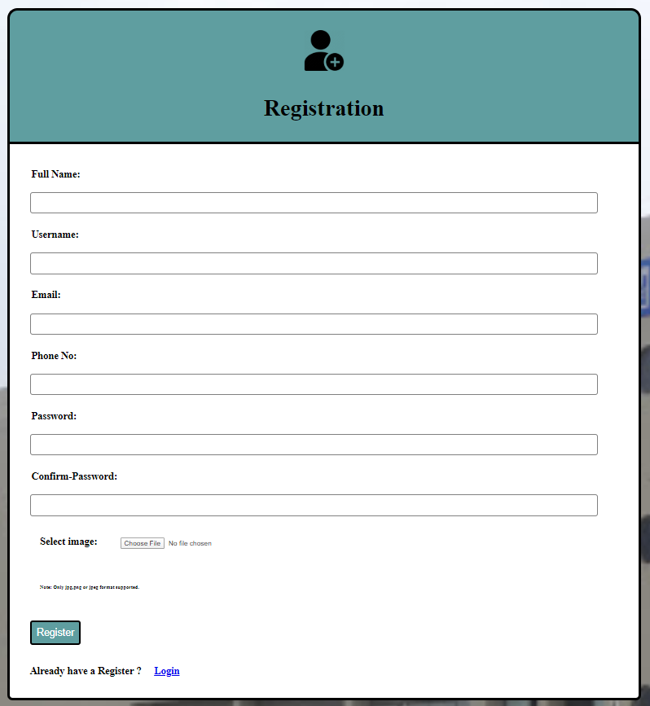 Registration
Full Name:
Username:
Email:
Phone No:
Password:
Confirm-Password:
Select image: Choose File No file chosen
Note: Only jpg,png or jpeg format supported.
Register
Already have a Register ? Login